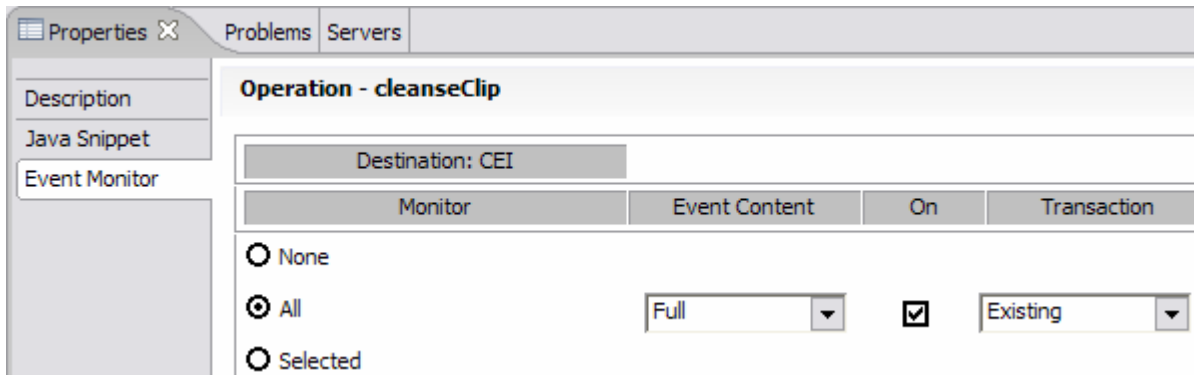 Properties Problems Servers
Description
Java Snippet
Event Monitor
Operation - cleanseClip
Destination: CEI
Monitor Event Content On Transaction
None
All Full Existing
Selected